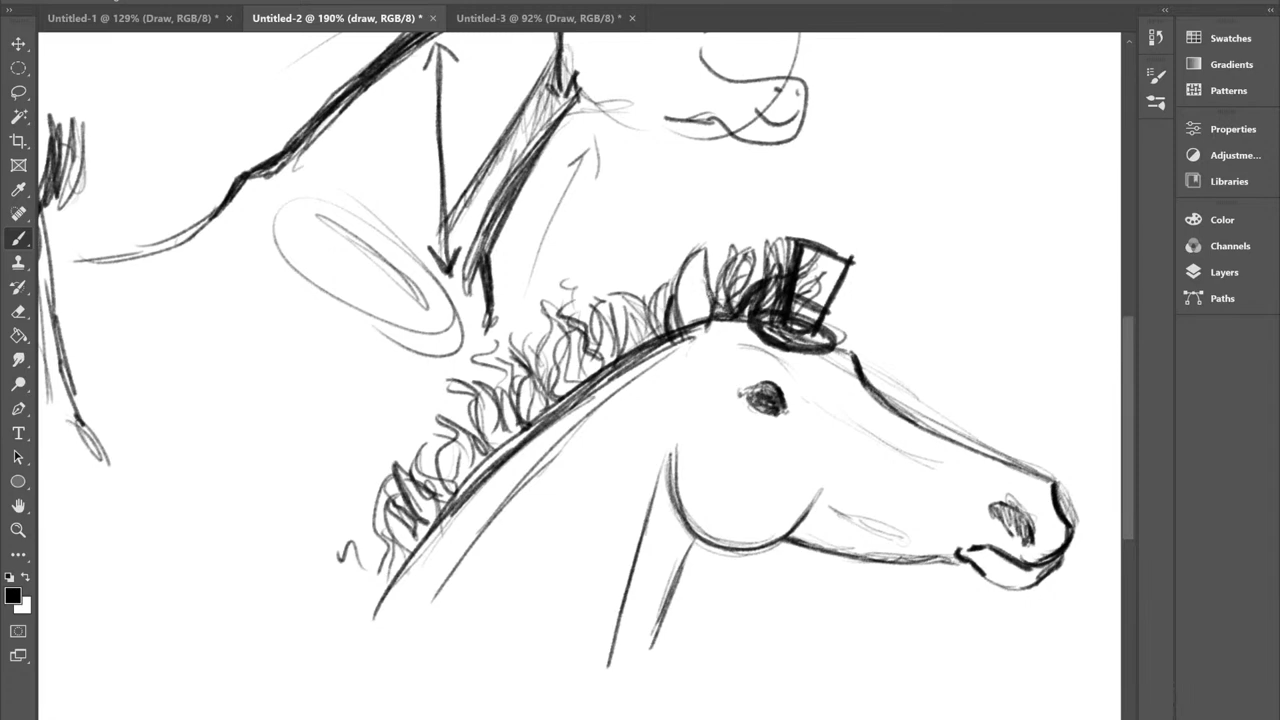 Untitled-1 @ 129% (Draw, RGB/8) *
Untitled-2 @ 190% (draw, RGB/8) *
Untitled-3 @ 92% (Draw, RGB/8) *
Swatches
Gradients
Patterns
Properties
Adjustme...
Libraries
Color
Channels
Layers
Paths